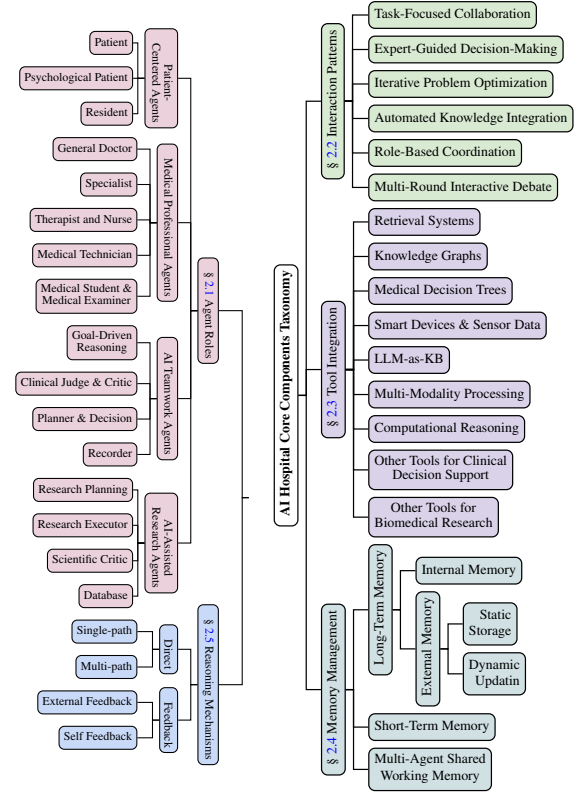 AI Hospital Core Components Taxonomy
§ 2.1 Agent Roles
Patient-
Centered Agents
Patient
Psychological Patient
Resident
Medical Professional Agents
General Doctor
Specialist
Therapist and Nurse
Medical Technician
Medical Student &
Medical Examiner
AI Teamwork Agents
Goal-Driven
Reasoning
Clinical Judge & Critic
Planner & Decision
Recorder
AI-Assisted
Research Agents
Research Planning
Research Executor
Scientific Critic
Database
§ 2.5 Reasoning Mechanisms
Direct
Single-path
Multi-path
Feedback
External Feedback
Self Feedback
§ 2.2 Interaction Patterns
Task-Focused Collaboration
Expert-Guided Decision-Making
Iterative Problem Optimization
Automated Knowledge Integration
Role-Based Coordination
Multi-Round Interactive Debate
§ 2.3 Tool Integration
Retrieval Systems
Knowledge Graphs
Medical Decision Trees
Smart Devices & Sensor Data
LLM-as-KB
Multi-Modality Processing
Computational Reasoning
Other Tools for Clinical
Decision Support
Other Tools for
Biomedical Research
§ 2.4 Memory Management
Long-Term Memory
Internal Memory
External Memory
Static
Storage
Dynamic
Updatin
Short-Term Memory
Multi-Agent Shared
Working Memory